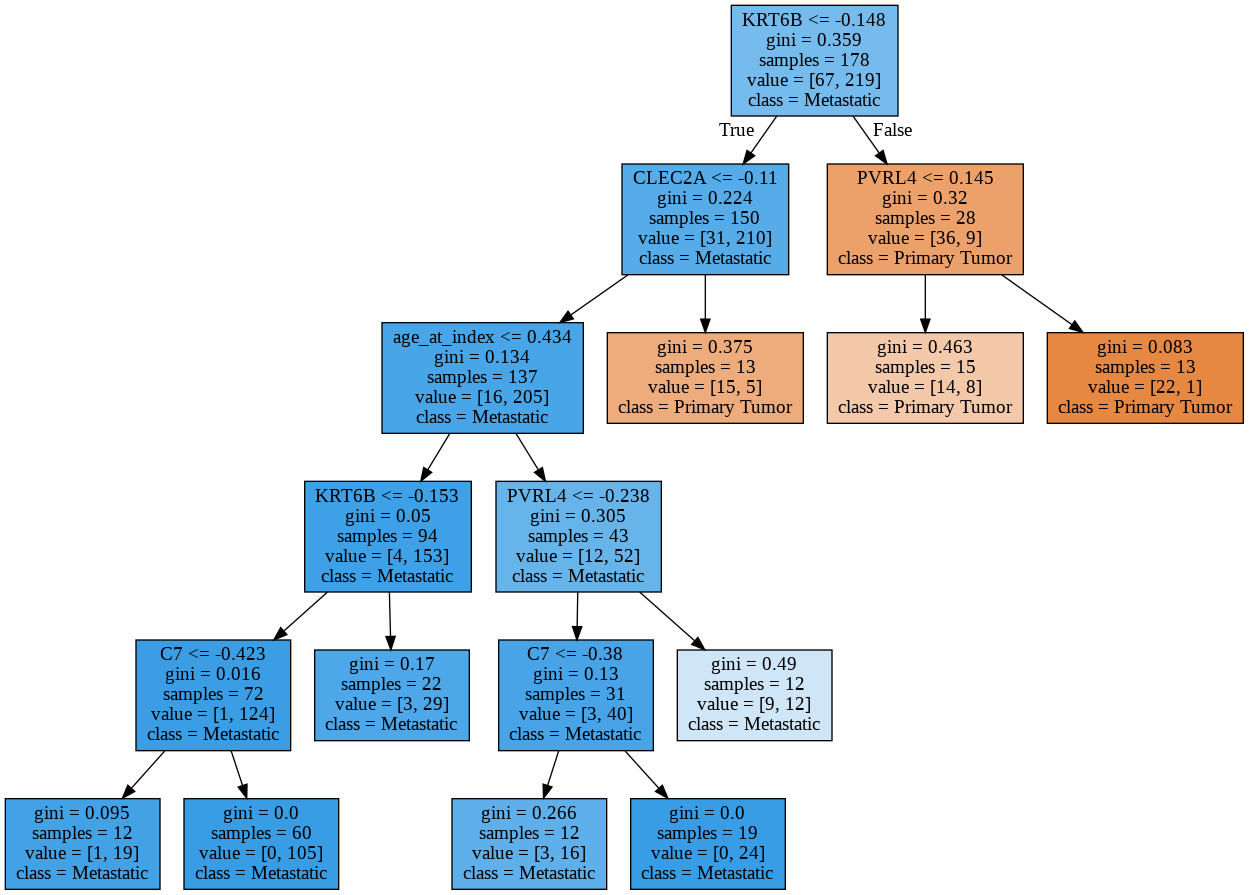 KRT6B <= -0.148
gini = 0.359
samples = 178
value = [67, 219]
class = Metastatic
True
False
CLEC2A <= -0.11
gini = 0.224
samples = 150
value = [31, 210]
class = Metastatic
PVRL4 <= 0.145
gini = 0.32
samples = 28
value = [36, 9]
class = Primary Tumor
age_at_index <= 0.434
gini = 0.134
samples = 137
value = [16, 205]
class = Metastatic
gini = 0.375
samples = 13
value = [15, 5]
class = Primary Tumor
gini = 0.463
samples = 15
value = [14, 8]
class = Primary Tumor
gini = 0.083
samples = 13
value = [22, 1]
class = Primary Tumor
KRT6B <= -0.153
gini = 0.05
samples = 94
value = [4, 153]
class = Metastatic
PVRL4 <= -0.238
gini = 0.305
samples = 43
value = [12, 52]
class = Metastatic
C7 <= -0.423
gini = 0.016
samples = 72
value = [1, 124]
class = Metastatic
gini = 0.17
samples = 22
value = [3, 29]
class = Metastatic
C7 <= -0.38
gini = 0.13
samples = 31
value = [3, 40]
class = Metastatic
gini = 0.49
samples = 12
value = [9, 12]
class = Metastatic
gini = 0.095
samples = 12
value = [1, 19]
class = Metastatic
gini = 0.0
samples = 60
value = [0, 105]
class = Metastatic
gini = 0.266
samples = 12
value = [3, 16]
class = Metastatic
gini = 0.0
samples = 19
value = [0, 24]
class = Metastatic